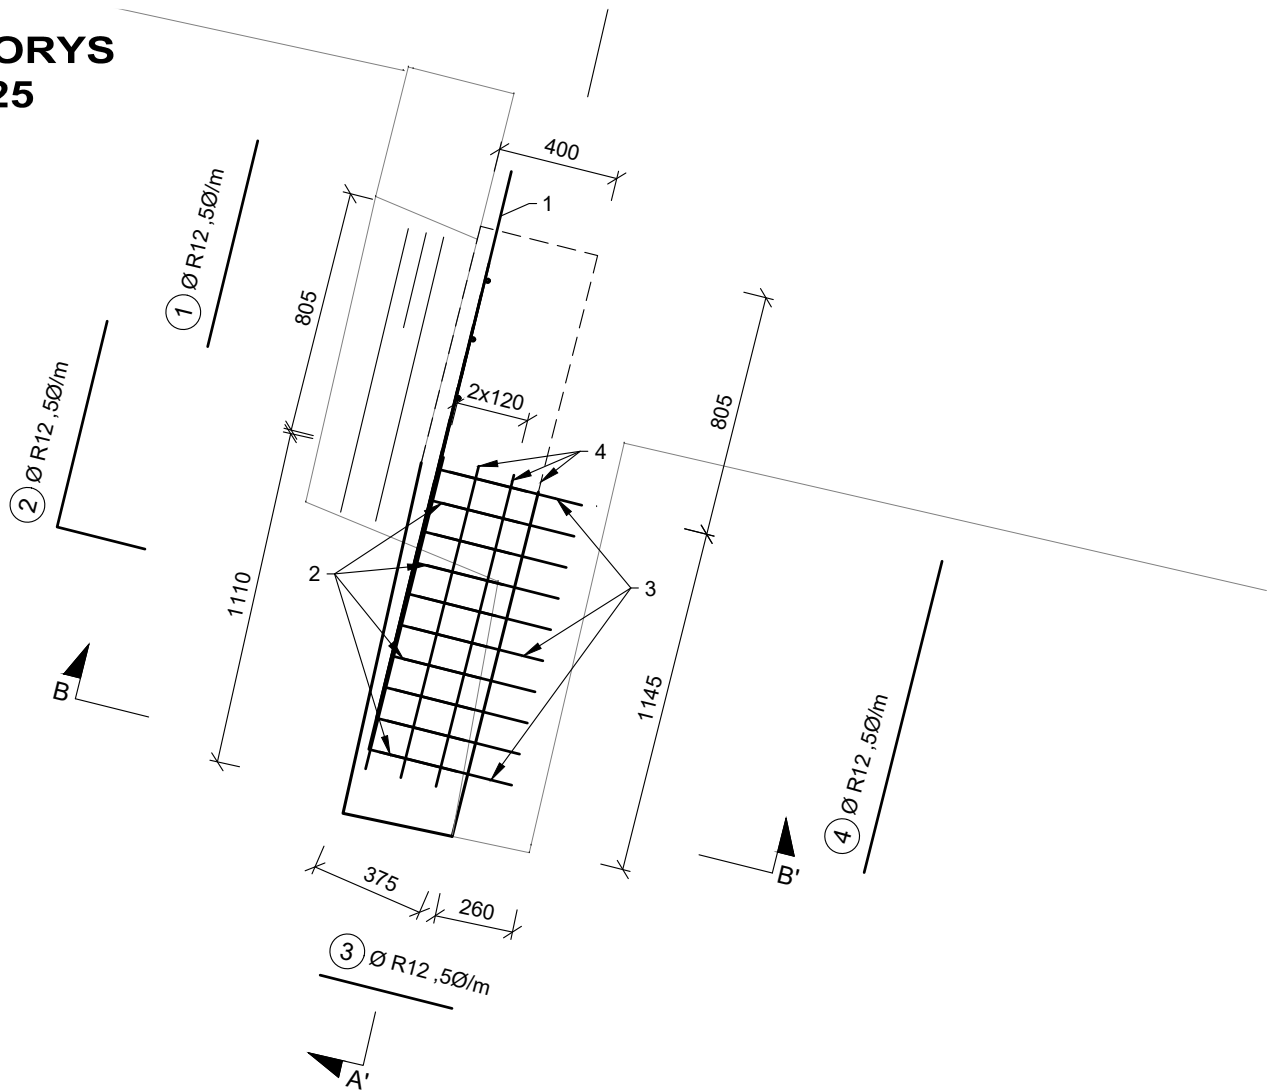 ORYS
25
400
1
1 Ø R12 ,5Ø/m
805
805
2x120
2 Ø R12 ,5Ø/m
4
2
3
1110
1145
B
4 Ø R12 ,5Ø/m
B'
375
260
3 Ø R12 ,5Ø/m
A'